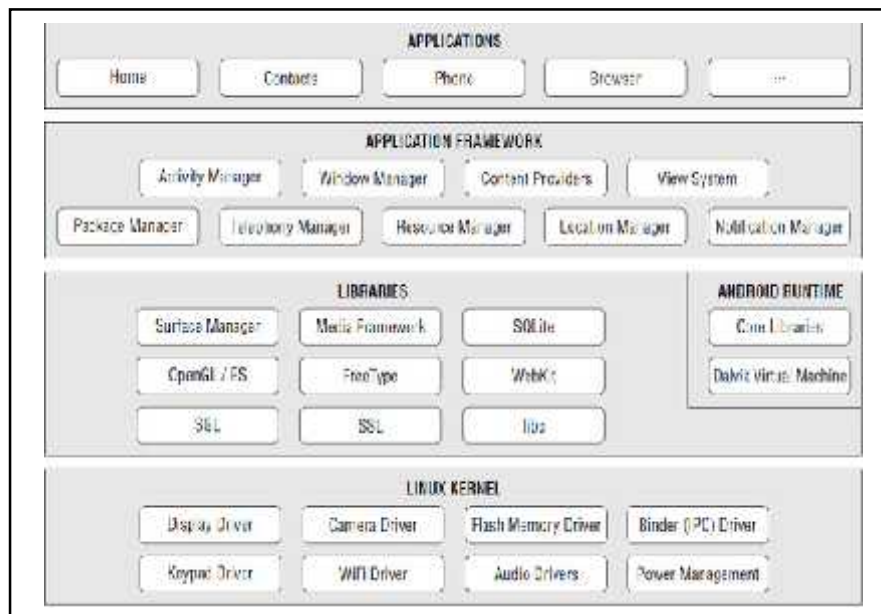 APPLICATIONS
Home Contacts Phone Browser ...
APPLICATION FRAMEWORK
Activity Manager Window Manager Content Providers View System
Package Manager Telephony Manager Resource Manager Location Manager Notification Manager
LIBRARIES ANDROID RUNTIME
Surface Manager Media Framework SQLite Core Libraries
OpenGL / ES FreeType WebKit Dalvik Virtual Machine
SGL SSL libc
LINUX KERNEL
Display Driver Camera Driver Flash Memory Driver Binder (IPC) Driver
Keypad Driver WiFi Driver Audio Drivers Power Management